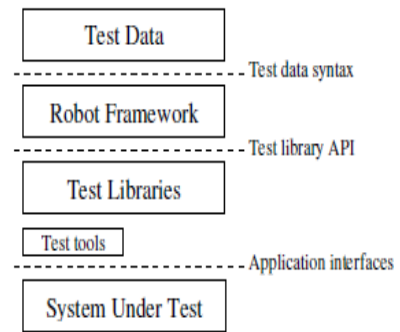 Test Data
Test data syntax
Robot Framework
Test library API
Test Libraries
Test tools
Application interfaces
System Under Test